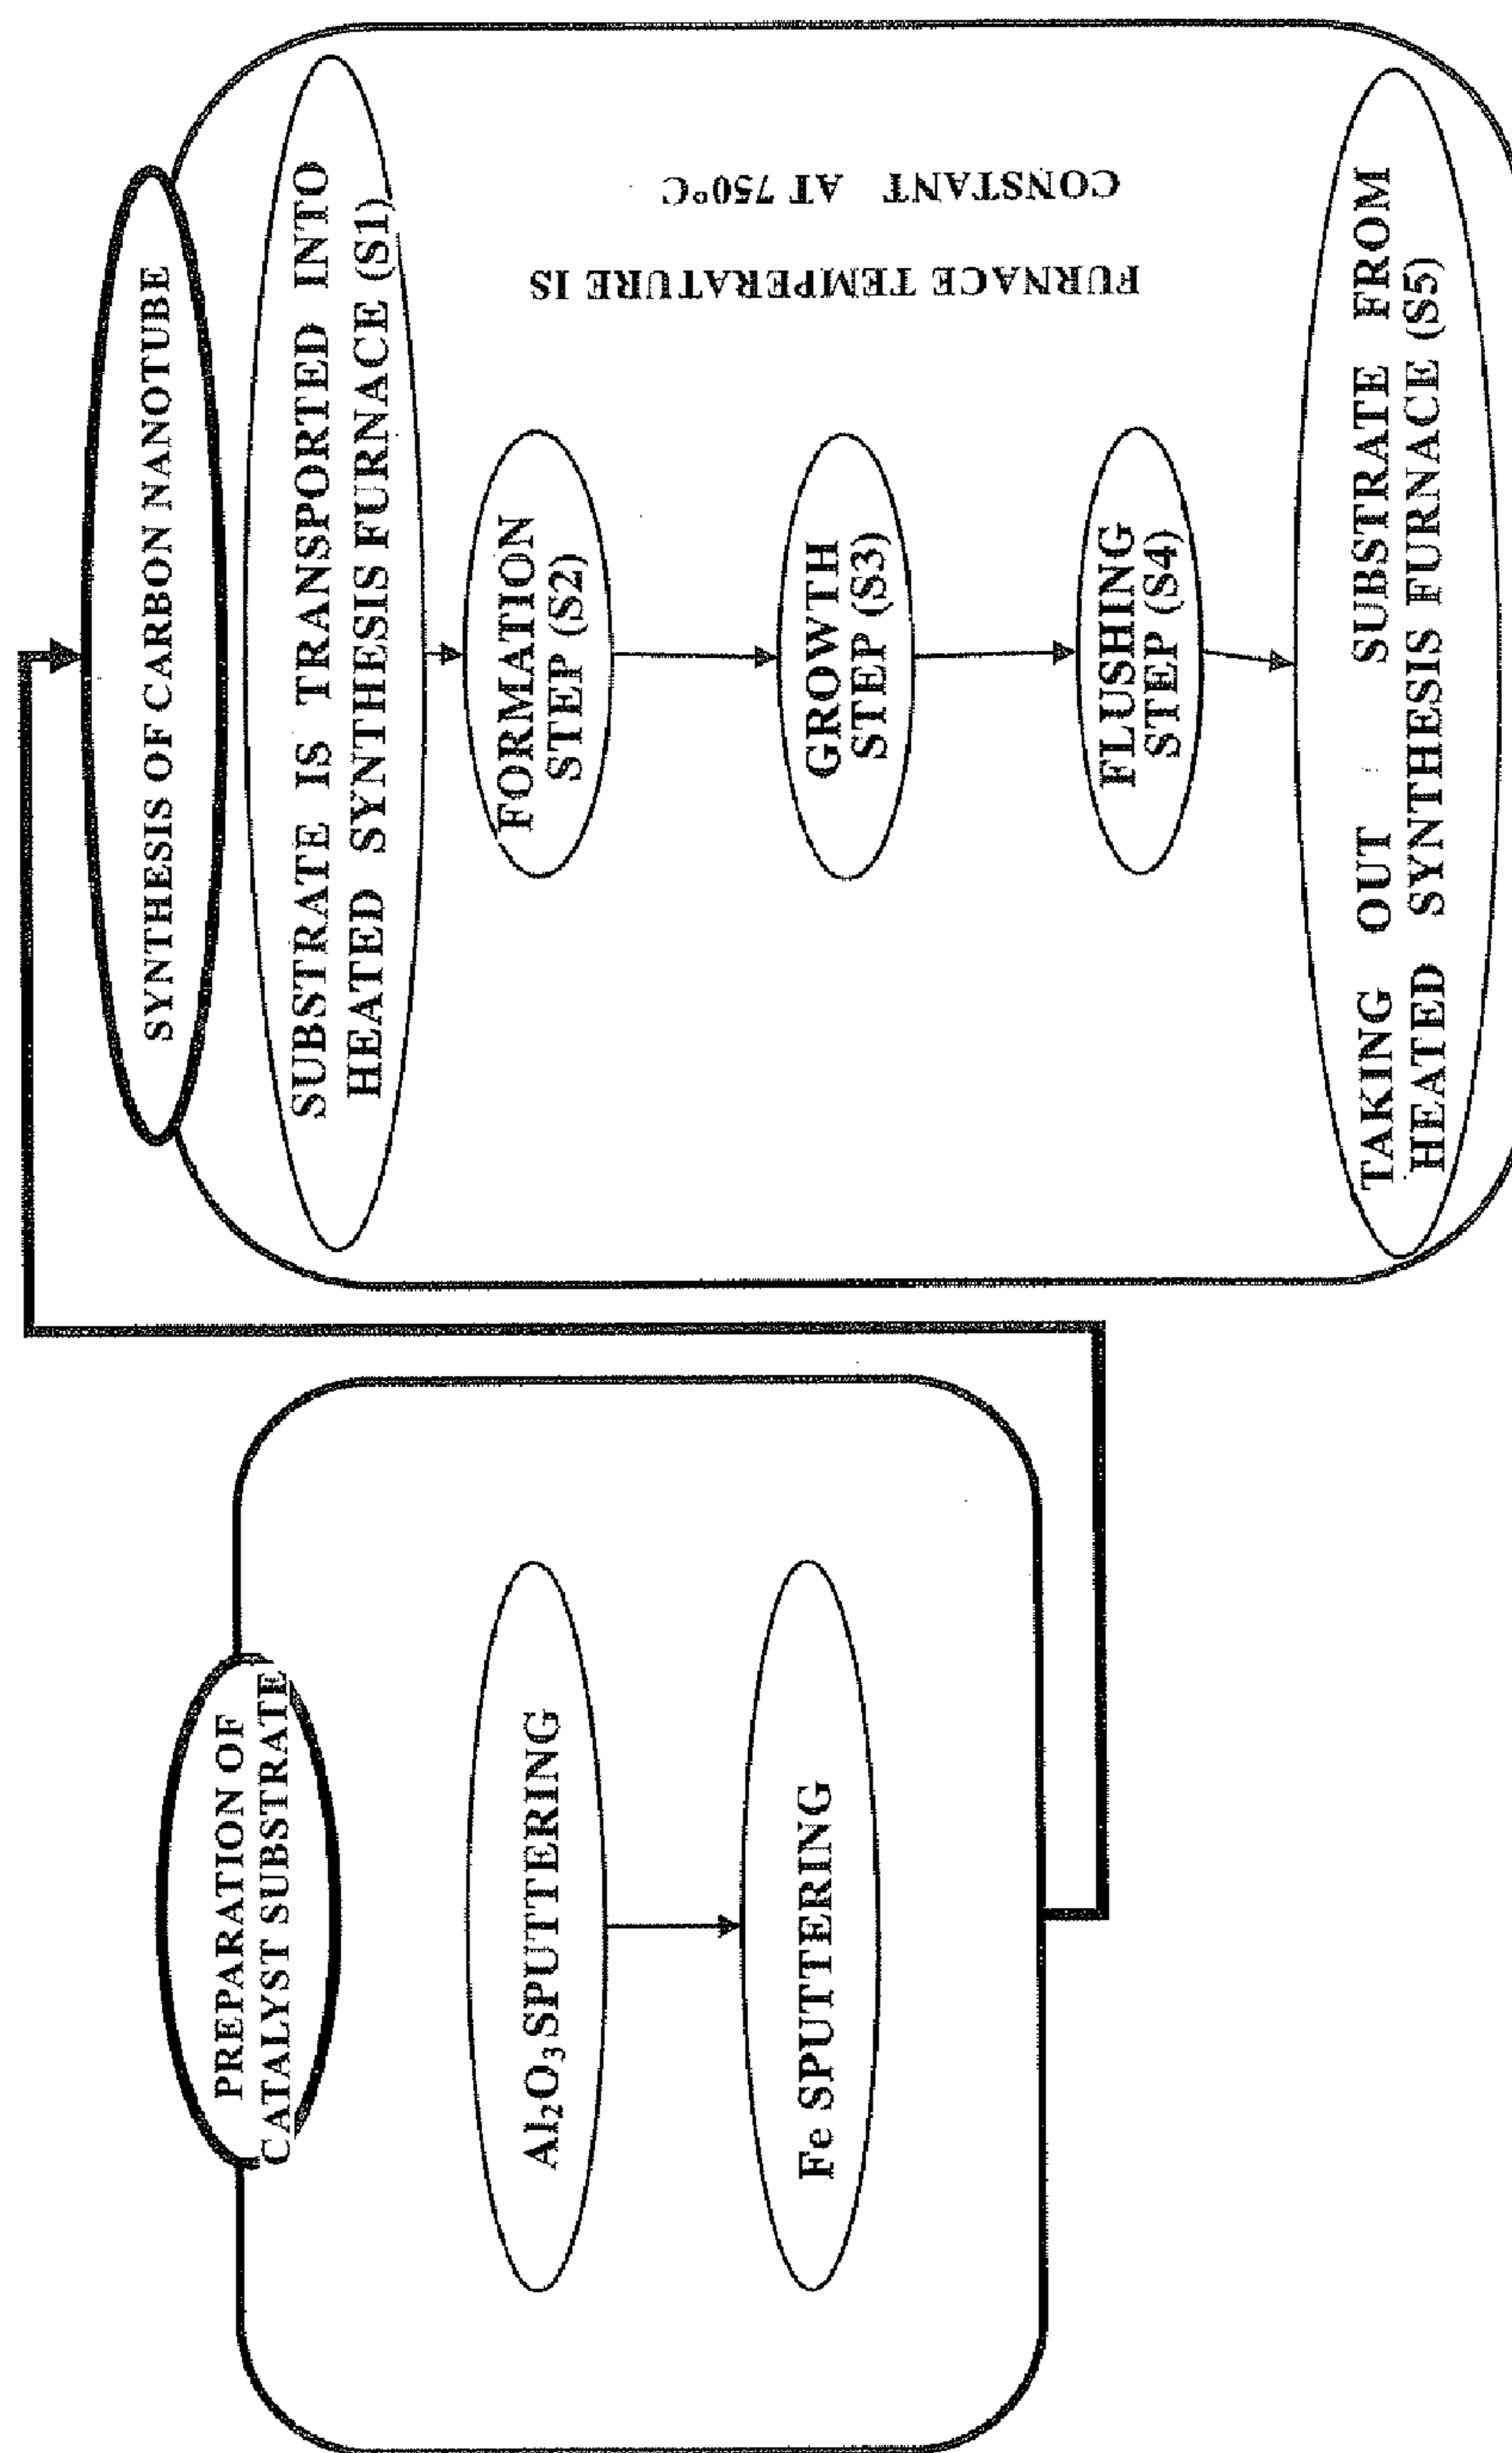 PREPARATION OF
CATALYST SUBSTRATE
Al₂O₃ SPUTTERING
Fe SPUTTERING
SYNTHESIS OF CARBON NANOTUBE
SUBSTRATE IS TRANSPORTED INTO
HEATED SYNTHESIS FURNACE (S1)
FORMATION
STEP (S2)
GROWTH
STEP (S3)
FLUSHING
STEP (S4)
TAKING OUT SUBSTRATE FROM
HEATED SYNTHESIS FURNACE (S5)
FURNACE TEMPERATURE IS
CONSTANT AT 750°C